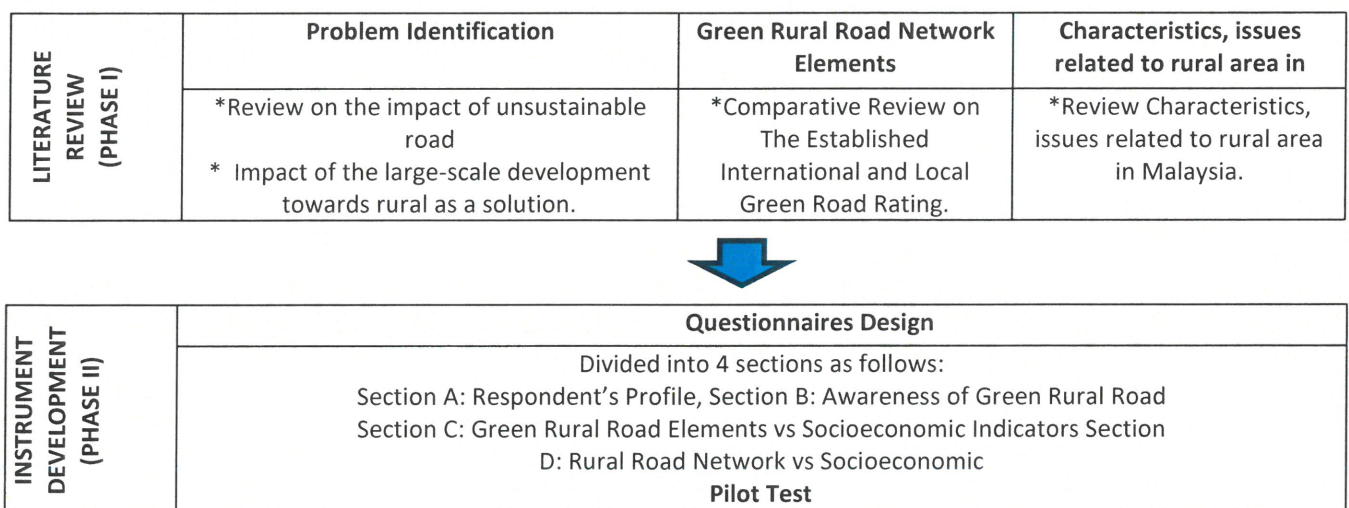 LITERATURE
REVIEW
(PHASE I)
Problem Identification
Green Rural Road Network
Elements
Characteristics, issues
related to rural area in
*Review on the impact of unsustainable
road
* Impact of the large-scale development
towards rural as a solution.
*Comparative Review on
The Established
International and Local
Green Road Rating.
*Review Characteristics,
issues related to rural area
in Malaysia.
INSTRUMENT
DEVELOPMENT
(PHASE II)
Questionnaires Design
Divided into 4 sections as follows:
Section A: Respondent’s Profile, Section B: Awareness of Green Rural Road
Section C: Green Rural Road Elements vs Socioeconomic Indicators Section
D: Rural Road Network vs Socioeconomic
Pilot Test